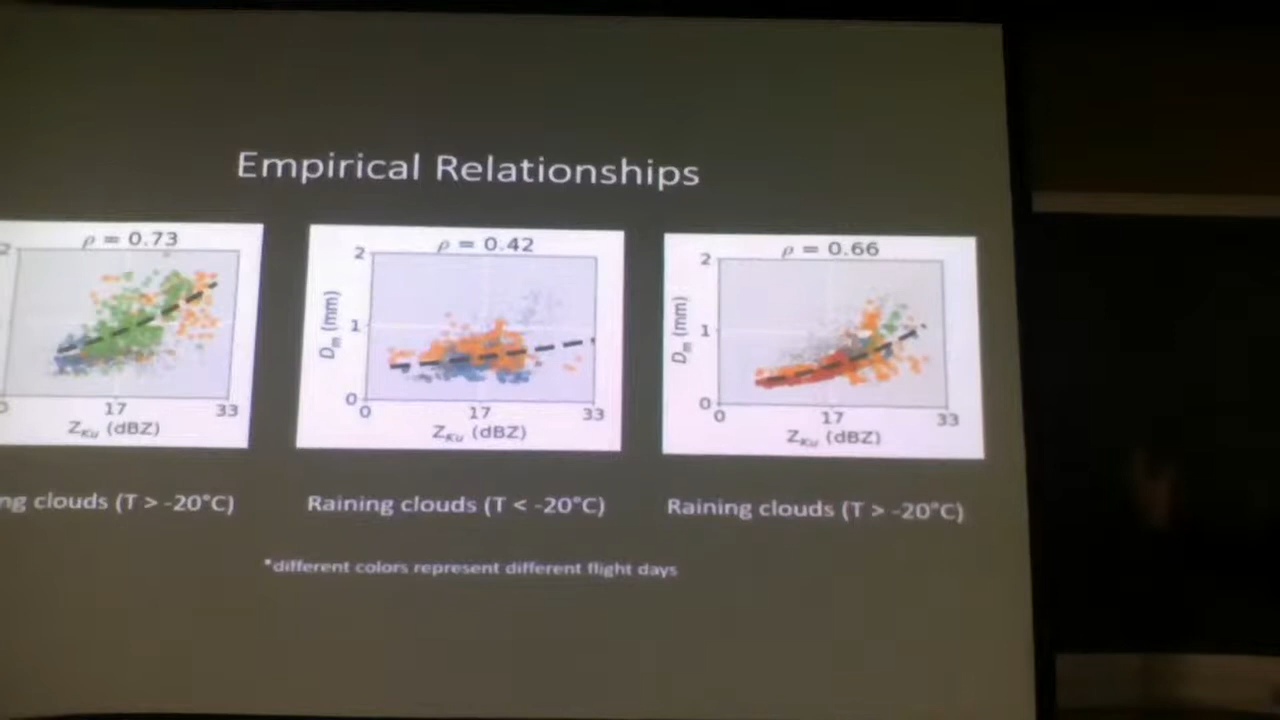 Empirical Relationships
ρ = 0.73
2
17
33
Z_Ku (dBZ)
ρ = 0.42
2
1
0
D_m (mm)
0
17
33
Z_Ku (dBZ)
ρ = 0.66
2
1
0
D_m (mm)
0
17
33
Z_Ku (dBZ)
clouds (T > -20°C)
Raining clouds (T < -20°C)
Raining clouds (T > -20°C)
*different colors represent different flight days